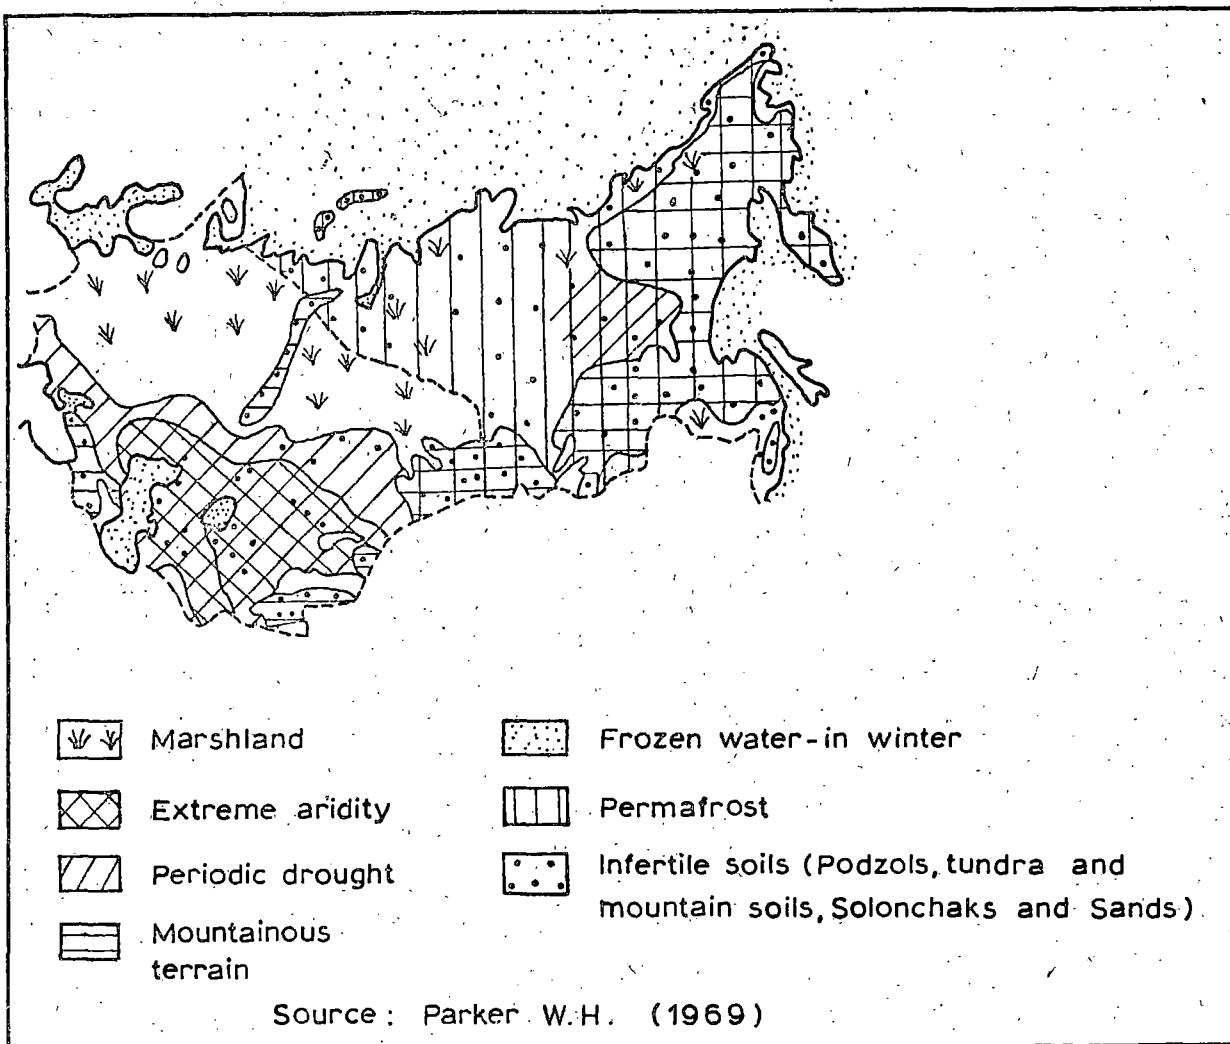 Marshland
Extreme aridity
Periodic drought
Mountainous
terrain
Frozen water-in winter
Permafrost
Infertile soils (Podzols, tundra and
mountain soils, Solonchaks and Sands)
Source: Parker W.H. (1969)